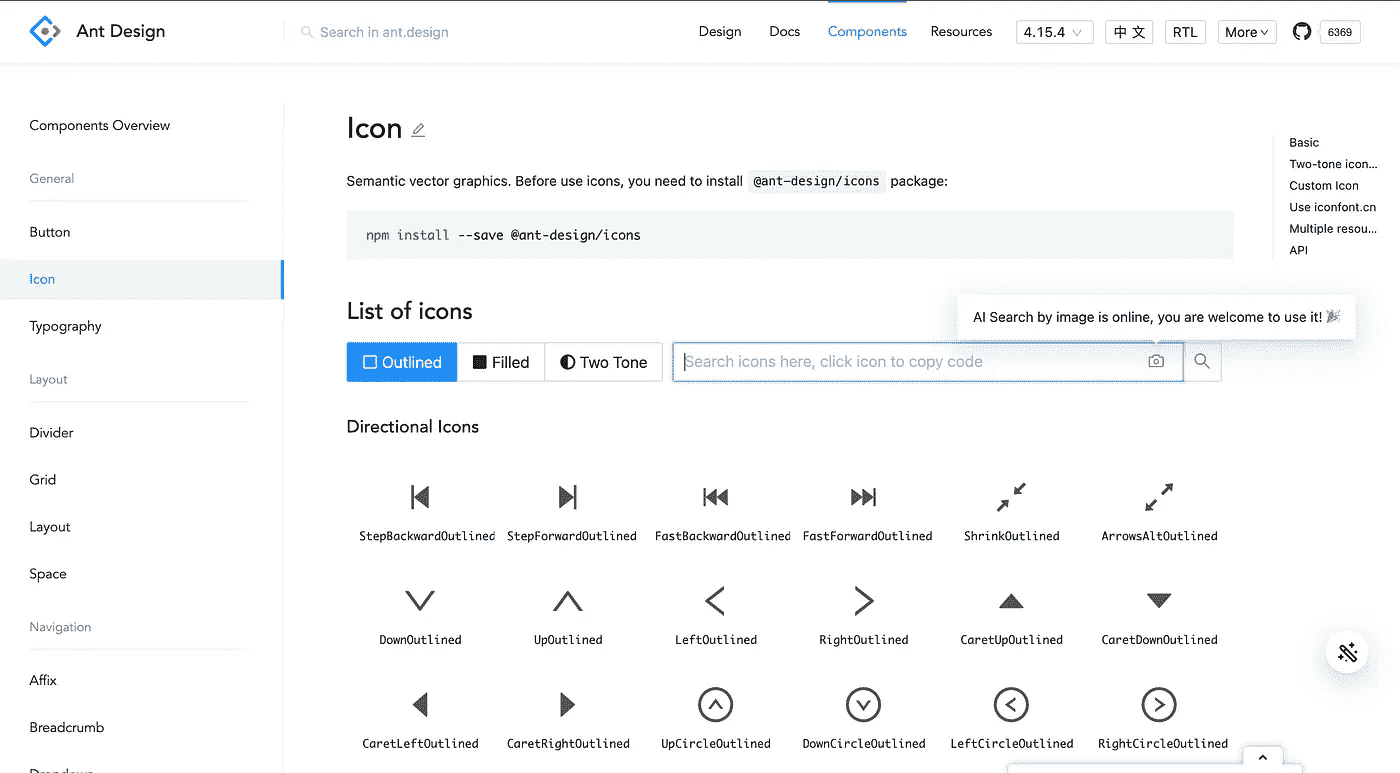 Ant Design
Search in ant.design
Design Docs Components Resources 4.15.4 中 文 RTL More 6369
Components Overview
General
Button
Icon
Typography
Layout
Divider
Grid
Layout
Space
Navigation
Affix
Breadcrumb
Dropdown
Icon
Semantic vector graphics. Before use icons, you need to install @ant-design/icons package:
npm install --save @ant-design/icons
List of icons
AI Search by image is online, you are welcome to use it!
Outlined Filled Two Tone Search icons here, click icon to copy code
Directional Icons
StepBackwardOutlined StepForwardOutlined FastBackwardOutlined FastForwardOutlined ShrinkOutlined ArrowsAltOutlined
DownOutlined UpOutlined LeftOutlined RightOutlined CaretUpOutlined CaretDownOutlined
CaretLeftOutlined CaretRightOutlined UpCircleOutlined DownCircleOutlined LeftCircleOutlined RightCircleOutlined
Basic
Two-tone icon...
Custom Icon
Use iconfont.cn
Multiple resou...
API